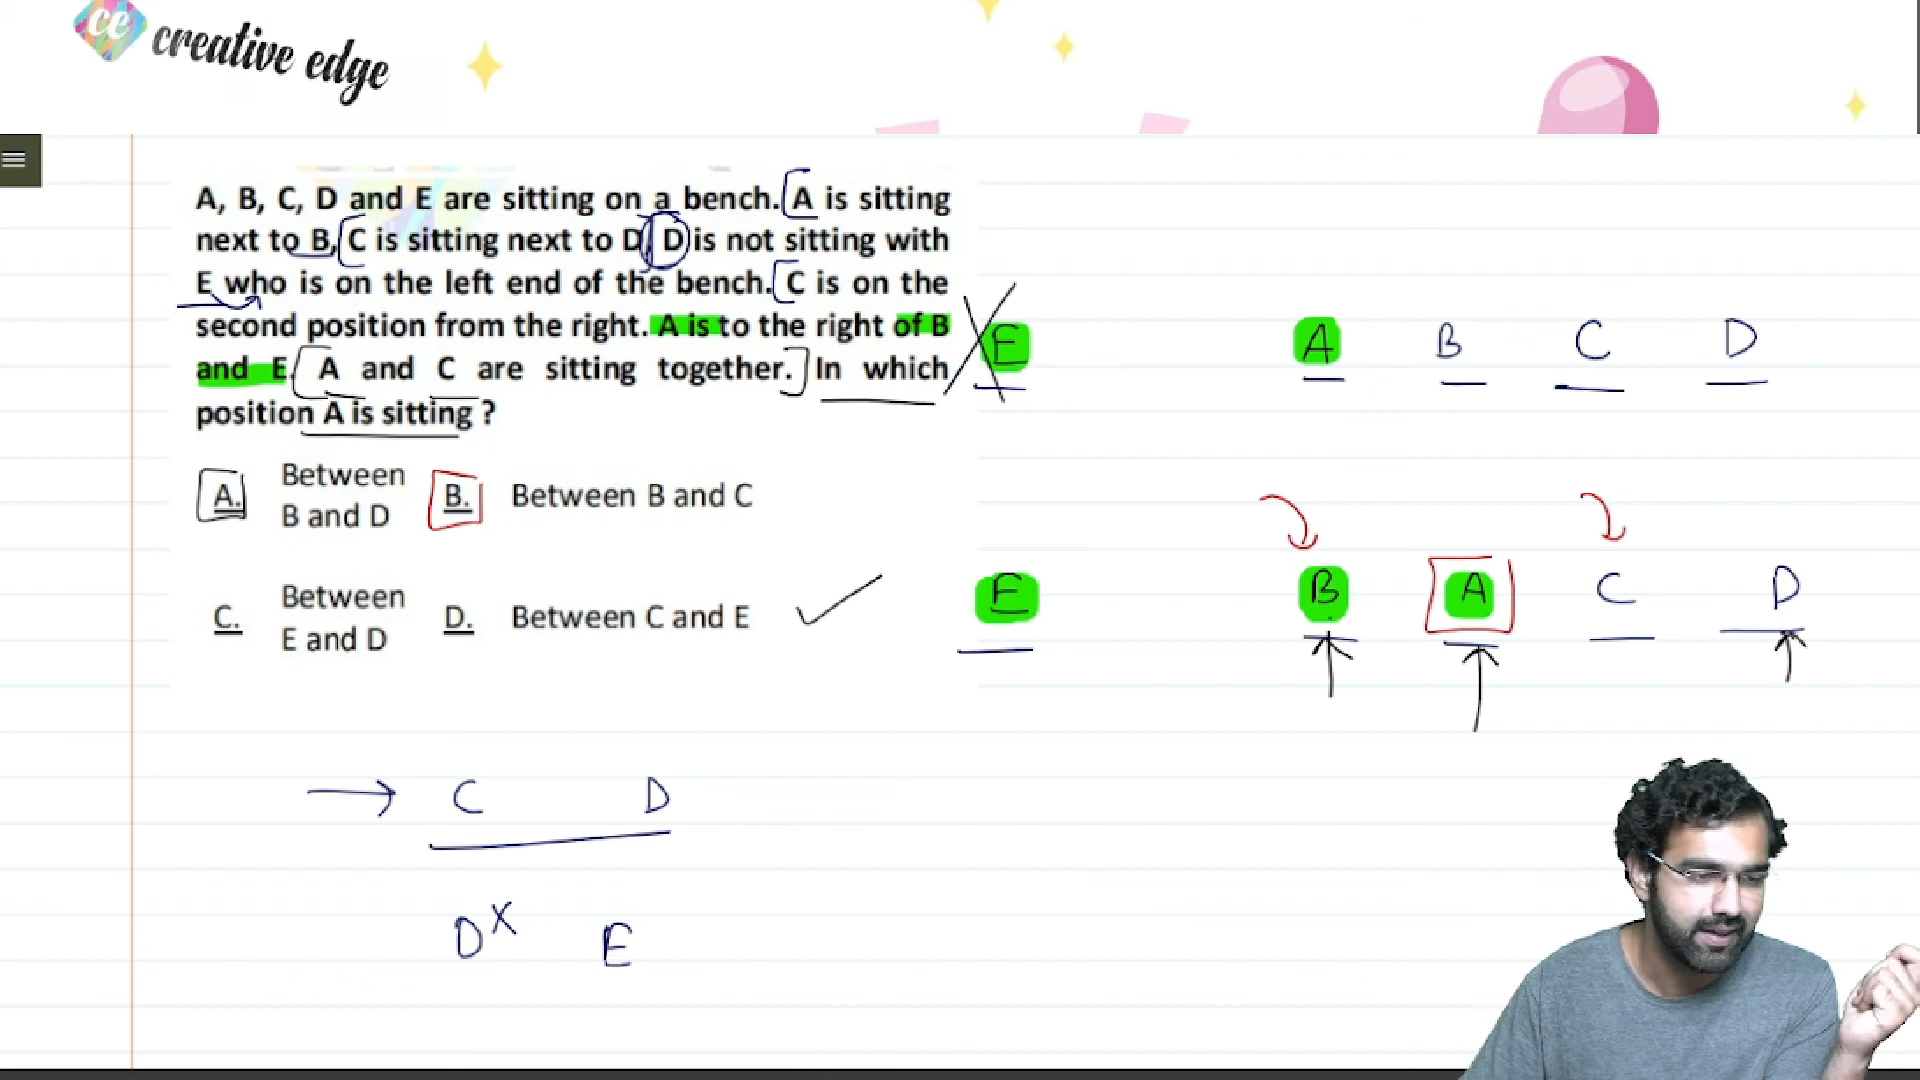 ce creative edge
A, B, C, D and E are sitting on a bench. A is sitting
next to B, C is sitting next to D, D is not sitting with
E who is on the left end of the bench. C is on the
second position from the right. A is to the right of B
and E. A and C are sitting together. In which
position A is sitting ?
A. Between B. Between B and C
B and D
C. Between D. Between C and E
E and D
E A B C D
E B A C D
C D
D x E